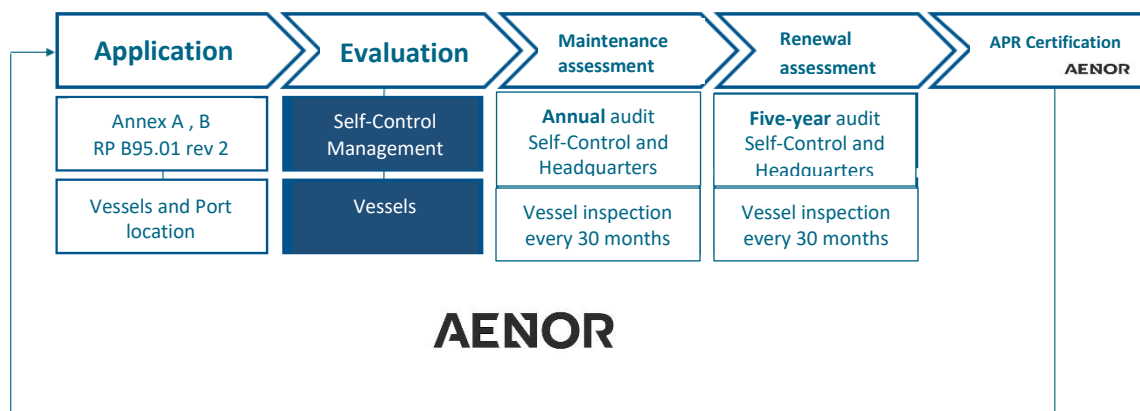 Application
Evaluation
Maintenance
assessment
Renewal
assessment
APR Certification
AENOR
Annex A , B
RP B95.01 rev 2
Vessels and Port
location
Self-Control
Management
Vessels
Annual audit
Self-Control and
Headquarters
Vessel inspection
every 30 months
Five-year audit
Self-Control and
Headquarters
Vessel inspection
every 30 months
AENOR